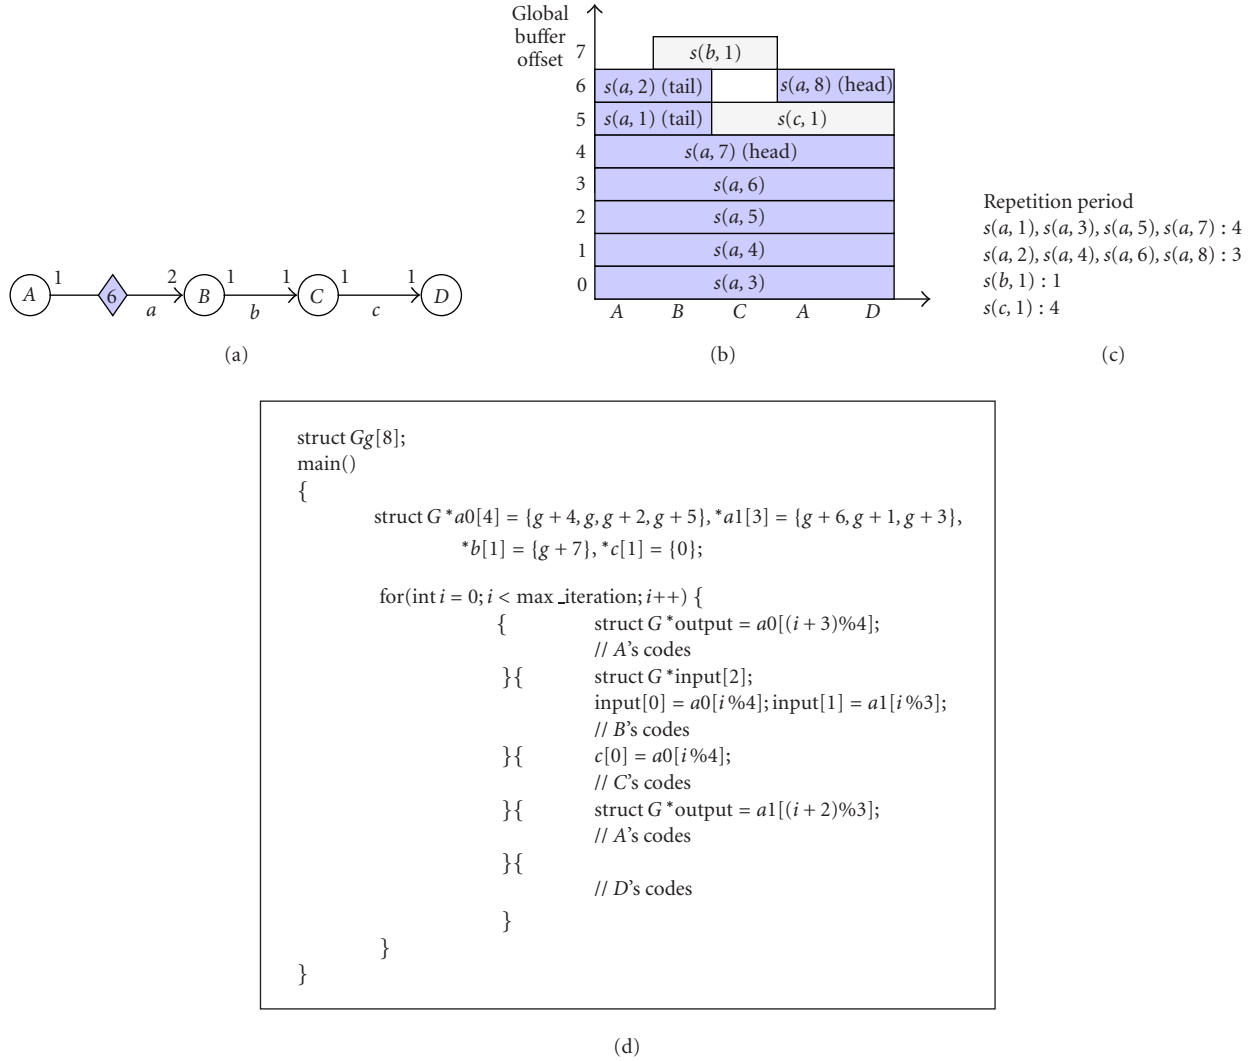 Global
buffer
offset
7
6
5
4
3
2
1
0
s(b, 1)
s(a, 2) (tail)
s(a, 8) (head)
s(a, 1) (tail)
s(c, 1)
s(a, 7) (head)
s(a, 6)
s(a, 5)
s(a, 4)
s(a, 3)
A B C A D
A 1 6 2 B 1 1 C 1 1 D
a b c
Repetition period
s(a, 1), s(a, 3), s(a, 5), s(a, 7) : 4
s(a, 2), s(a, 4), s(a, 6), s(a, 8) : 3
s(b, 1) : 1
s(c, 1) : 4
(a)
(b)
(c)
struct Gg[8];
main()
{
struct G *a0[4] = {g + 4, g, g + 2, g + 5}, *a1[3] = {g + 6, g + 1, g + 3},
*b[1] = {g + 7}, *c[1] = {0};
for(int i = 0; i < max _iteration; i++) {
{ struct G *output = a0[(i + 3)%4];
// A's codes
}{ struct G *input[2];
input[0] = a0[i%4]; input[1] = a1[i%3];
// B's codes
}{ c[0] = a0[i%4];
// C's codes
}{ struct G *output = a1[(i + 2)%3];
// A's codes
}{
// D's codes
}
}
}
(d)